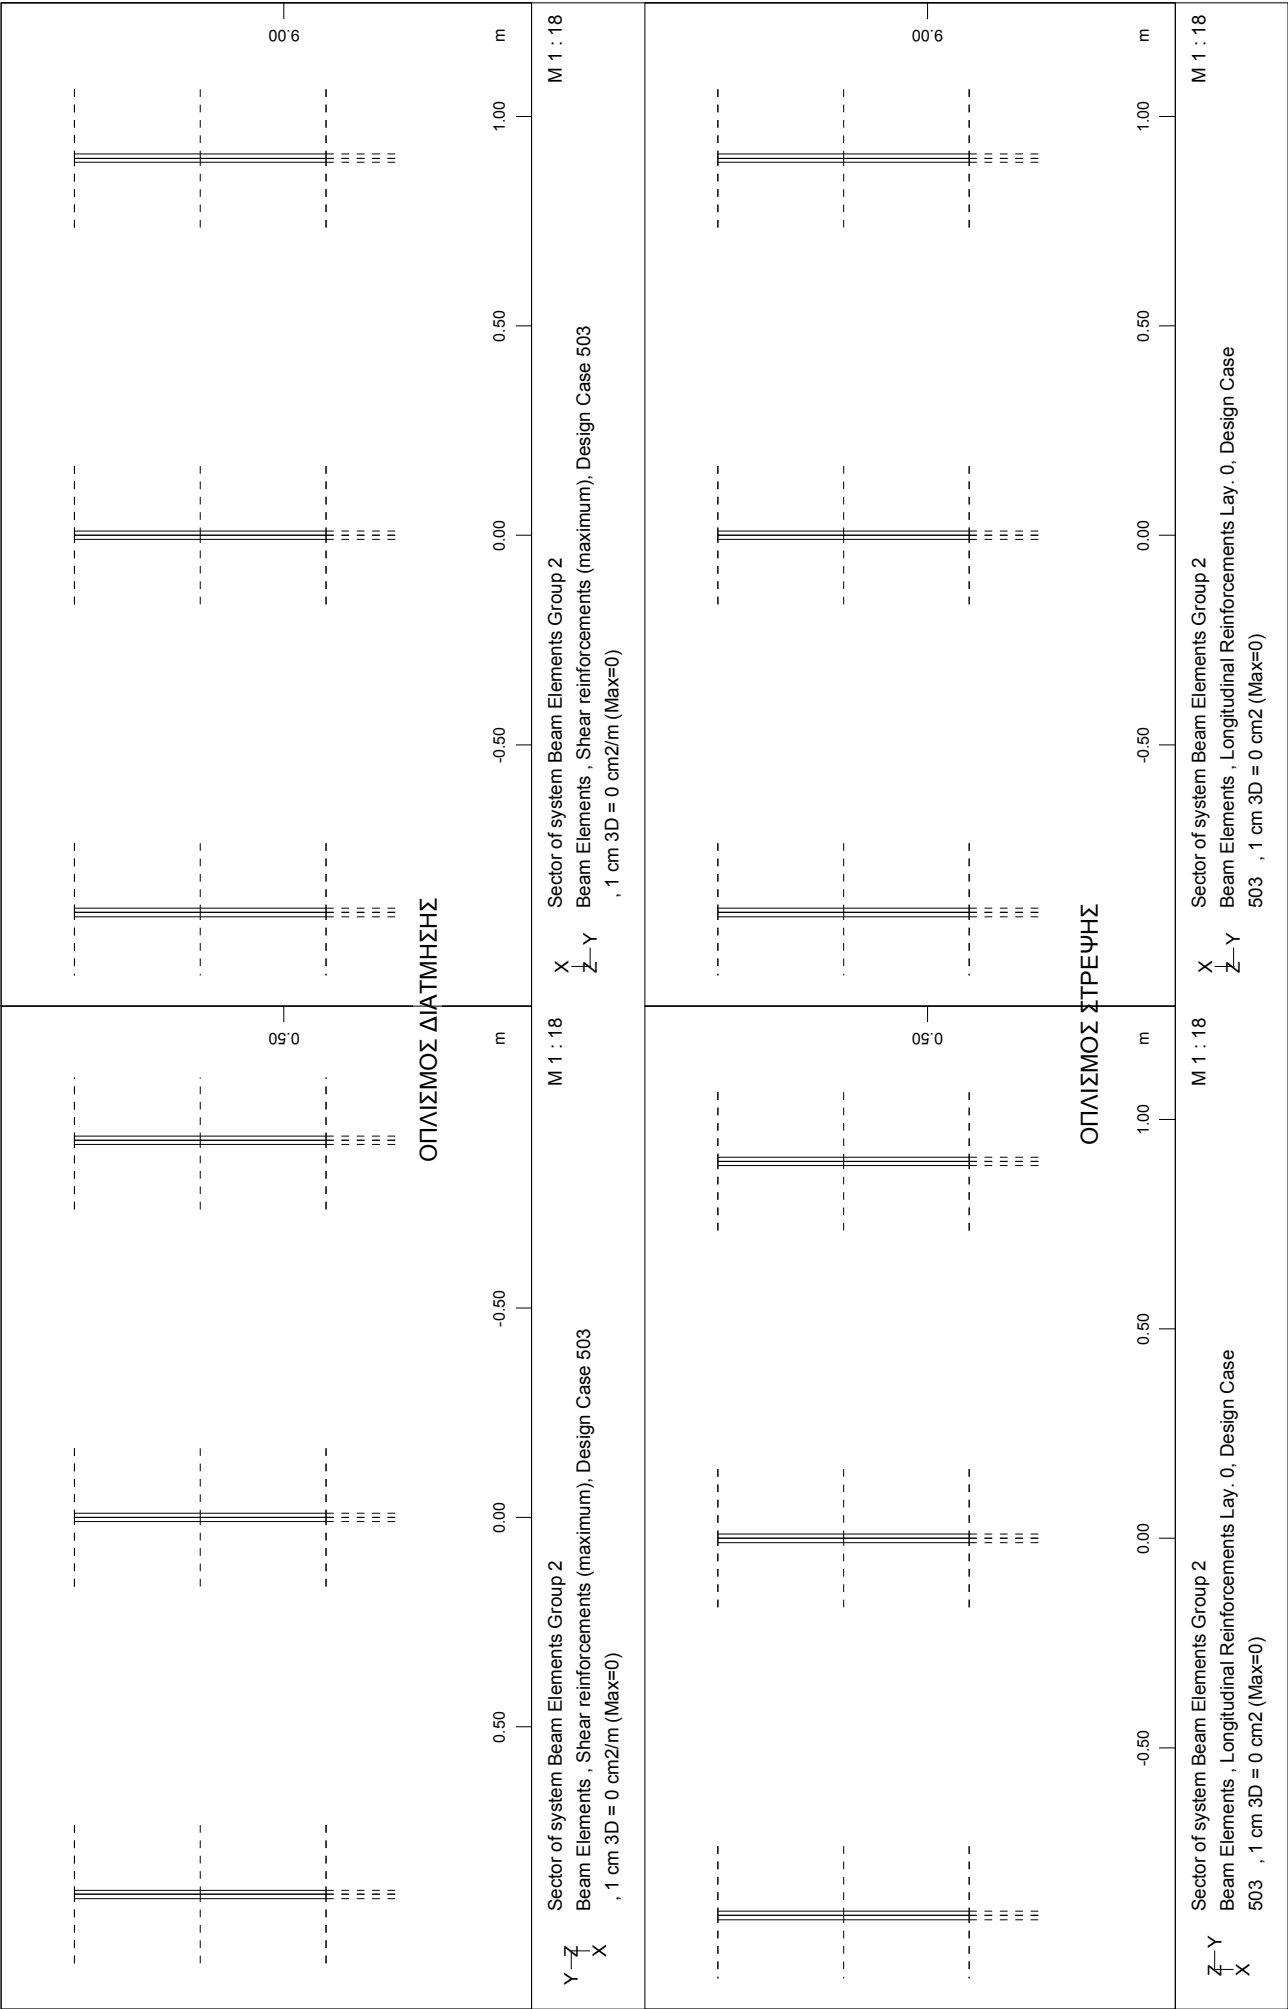 0.50
0.50
0.00
-0.50
m
Y
Z
X
Sector of system Beam Elements Group 2
M 1 : 18
Beam Elements , Shear reinforcements (maximum), Design Case 503
, 1 cm 3D = 0 cm2/m (Max=0)
9.00
-0.50
0.00
0.50
1.00
m
X
Z
Y
Sector of system Beam Elements Group 2
M 1 : 18
Beam Elements , Shear reinforcements (maximum), Design Case 503
, 1 cm 3D = 0 cm2/m (Max=0)
ΟΠΛΙΣΜΟΣ ΔΙΑΤΜΗΣΗΣ
0.50
-0.50
0.00
0.50
1.00
m
Z
Y
X
Sector of system Beam Elements Group 2
M 1 : 18
Beam Elements , Longitudinal Reinforcements Lay. 0, Design Case
503 , 1 cm 3D = 0 cm2 (Max=0)
9.00
-0.50
0.00
0.50
1.00
m
X
Z
Y
Sector of system Beam Elements Group 2
M 1 : 18
Beam Elements , Longitudinal Reinforcements Lay. 0, Design Case
503 , 1 cm 3D = 0 cm2 (Max=0)
ΟΠΛΙΣΜΟΣ ΣΤΡΕΨΗΣ